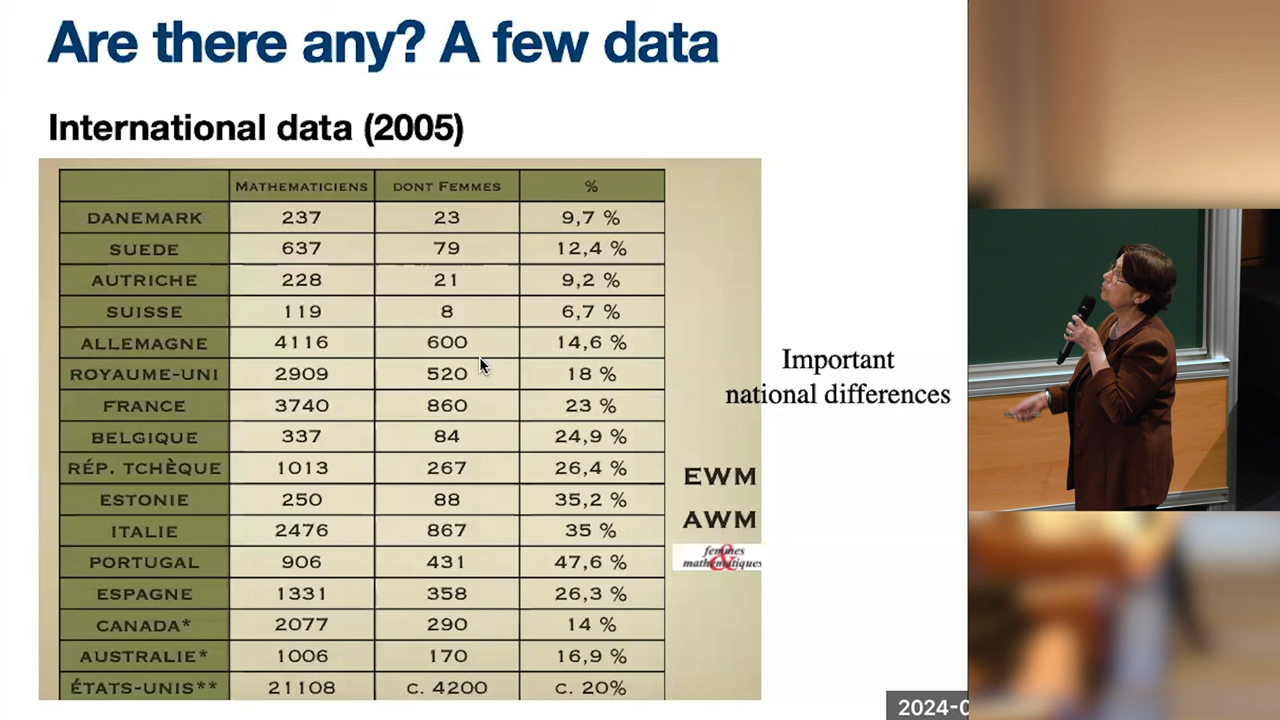 Are there any? A few data
International data (2005)
MATHEMATICIENS DONT FEMMES %
DANEMARK 237 23 9,7 %
SUEDE 637 79 12,4 %
AUTRICHE 228 21 9,2 %
SUISSE 119 8 6,7 %
ALLEMAGNE 4116 600 14,6 %
ROYAUME-UNI 2909 520 18 %
FRANCE 3740 860 23 %
BELGIQUE 337 84 24,9 %
RÉP. TCHÈQUE 1013 267 26,4 %
ESTONIE 250 88 35,2 %
ITALIE 2476 867 35 %
PORTUGAL 906 431 47,6 %
ESPAGNE 1331 358 26,3 %
CANADA* 2077 290 14 %
AUSTRALIE* 1006 170 16,9 %
ÉTATS-UNIS** 21108 C. 4200 C. 20%
Important
national differences
EWM
AWM
femmes
&
mathématiques
2024-0